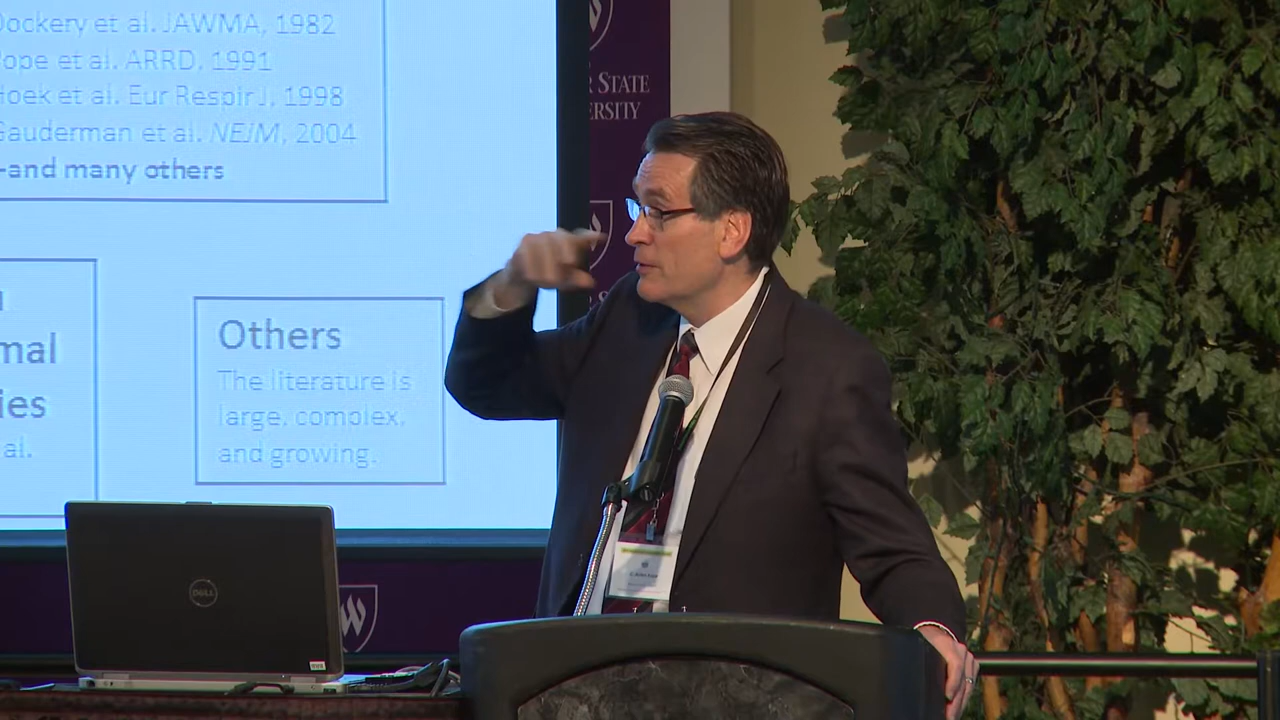 Dockery et al. JAWMA, 1982
Pope et al. ARRD, 1991
Hoek et al. Eur Respir J, 1998
Gauderman et al. NEJM, 2004
-and many others
mal
ies
al.
Others
The literature is
large, complex,
and growing.
R STATE
ERSITY
W
DELL
W